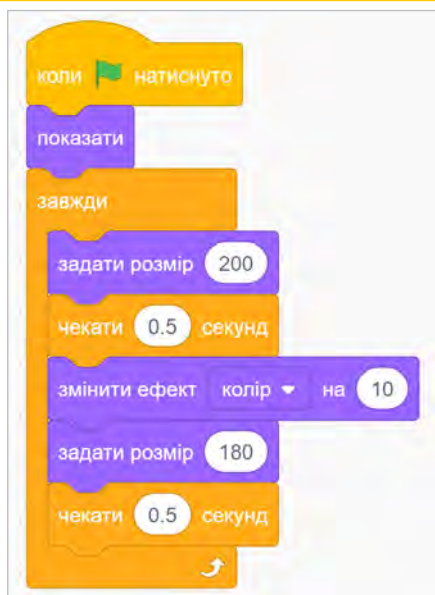 коли натиснуто
показати
завжди
задати розмір 200
чекати 0.5 секунд
змінити ефект колір на 10
задати розмір 180
чекати 0.5 секунд